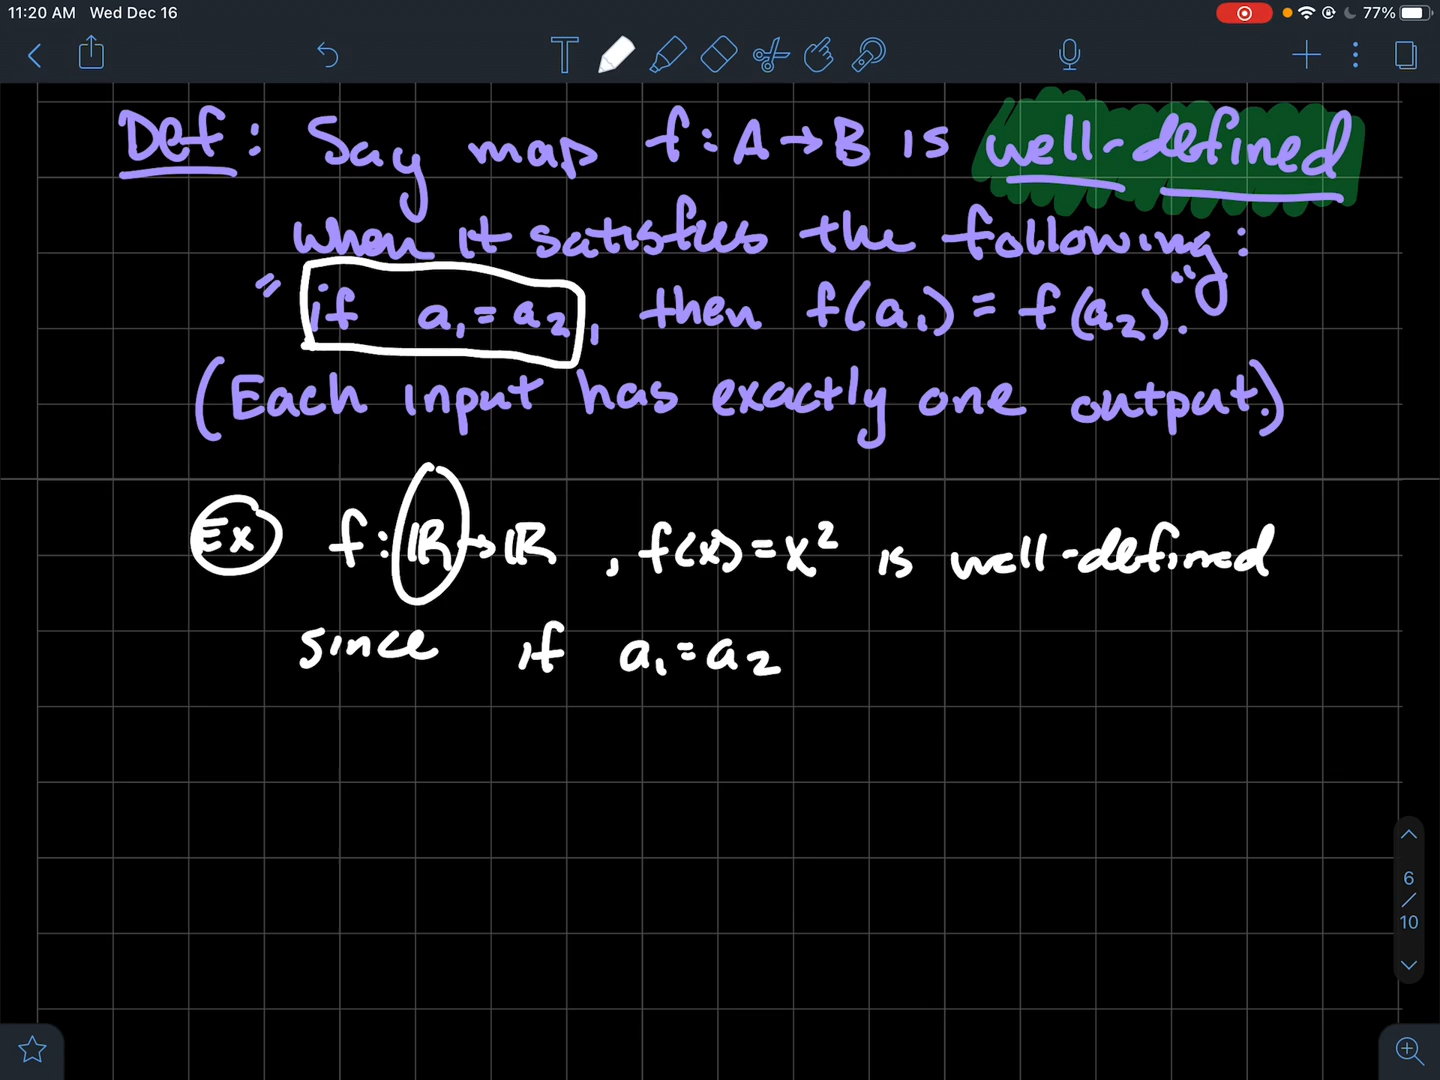 11:20 AM Wed Dec 16
77%
T
Def: Say map f: A → B is well-defined
when it satisfies the following:
"if a₁ = a₂, then f(a₁) = f(a₂)."
(Each input has exactly one output.)
Ex f: ℝ → ℝ, f(x) = x² is well-defined
since if a₁ = a₂
6
/
10